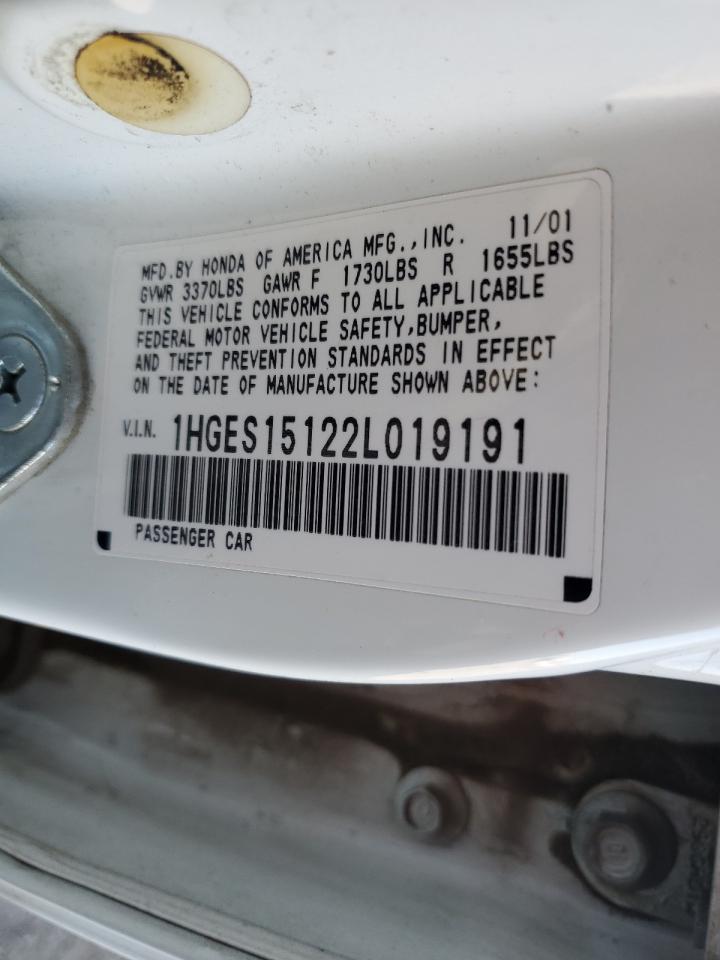 MFD.BY HONDA OF AMERICA MFG.,INC. 11/01
GVWR 3370LBS GAWR F 1730LBS R 1655LBS
THIS VEHICLE CONFORMS TO ALL APPLICABLE
FEDERAL MOTOR VEHICLE SAFETY,BUMPER,
AND THEFT PREVENTION STANDARDS IN EFFECT
ON THE DATE OF MANUFACTURE SHOWN ABOVE:
V.I.N. 1HGES15122L019191
PASSENGER CAR